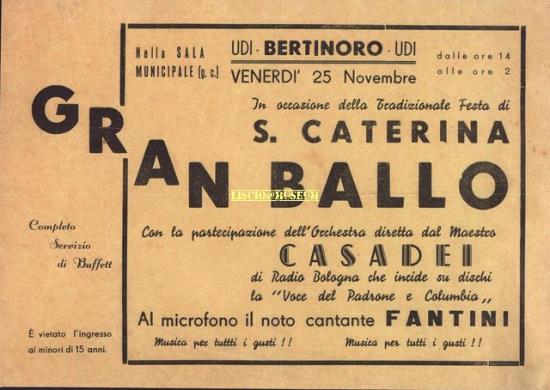 Nella SALA
MUNICIPALE (g. c.)
UDI - BERTINORO - UDI
VENERDI' 25 Novembre
dalle ore 14
alle ore 2
In occasione della Tradizionale Festa di
S. CATERINA
GRAN BALLO
LISCIO@MUSEUM
Completo
Servizio
di Buffett
Con la partecipazione dell'Orchestra diretta dal Maestro
CASADEI
di Radio Bologna che incide su dischi
la "Voce del Padrone e Columbia„
Al microfono il noto cantante FANTINI
Musica per tuttti i gusti !! Musica per tutti i gusti !!
È vietato l'ingresso
ai minori di 15 anni.